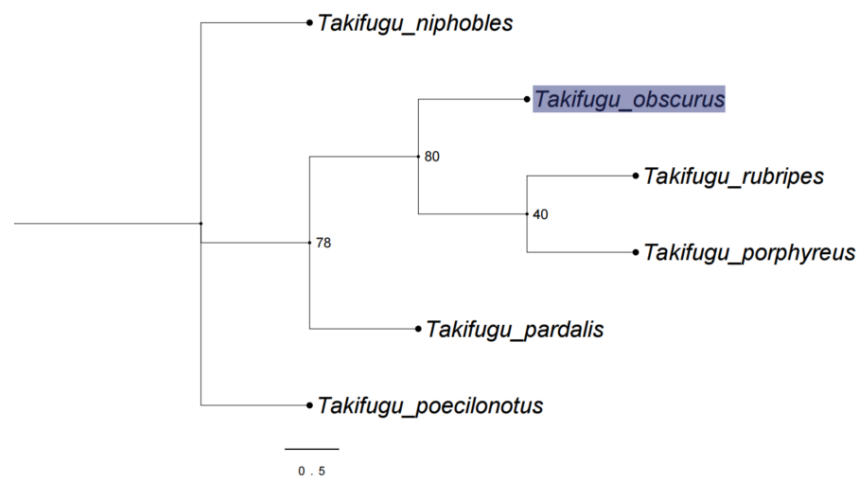 Takifugu_niphobles
Takifugu_obscurus
80
Takifugu_rubripes
40
78
Takifugu_porphyreus
Takifugu_pardalis
Takifugu_poecilonotus
0 . 5